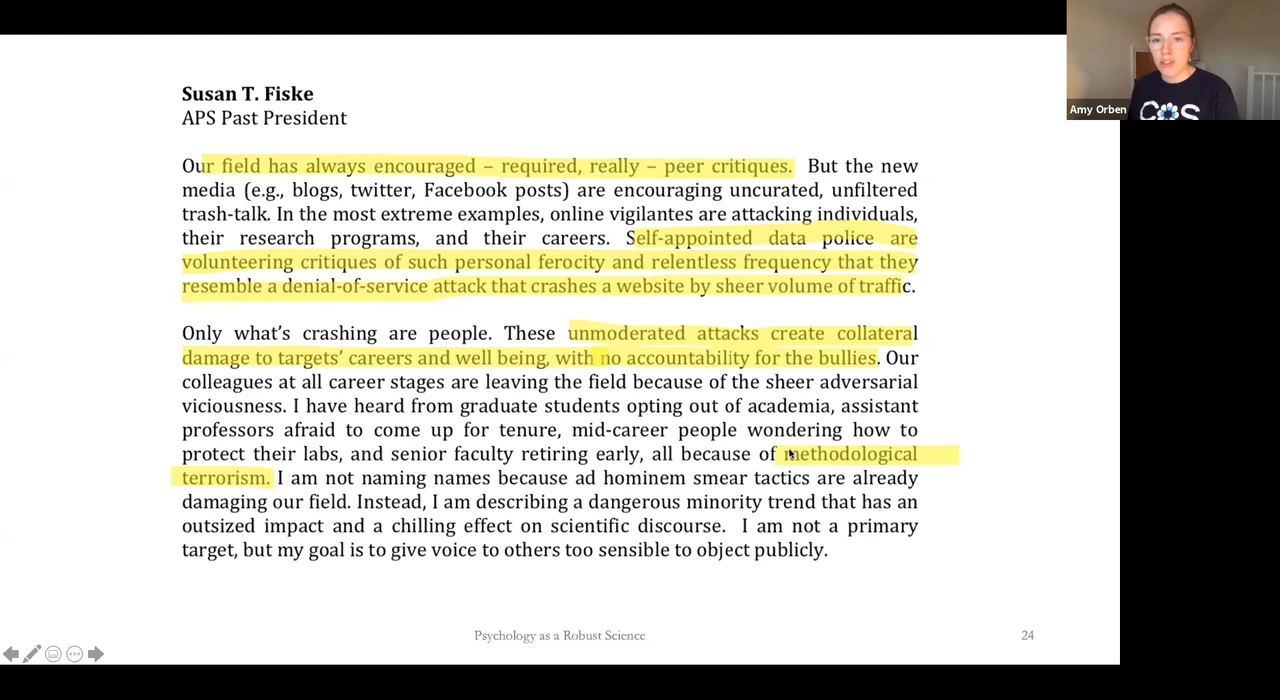 Susan T. Fiske
APS Past President
Our field has always encouraged – required, really – peer critiques. But the new
media (e.g., blogs, twitter, Facebook posts) are encouraging uncurated, unfiltered
trash-talk. In the most extreme examples, online vigilantes are attacking individuals,
their research programs, and their careers. Self-appointed data police are
volunteering critiques of such personal ferocity and relentless frequency that they
resemble a denial-of-service attack that crashes a website by sheer volume of traffic.
Only what's crashing are people. These unmoderated attacks create collateral
damage to targets' careers and well being, with no accountability for the bullies. Our
colleagues at all career stages are leaving the field because of the sheer adversarial
viciousness. I have heard from graduate students opting out of academia, assistant
professors afraid to come up for tenure, mid-career people wondering how to
protect their labs, and senior faculty retiring early, all because of methodological
terrorism. I am not naming names because ad hominem smear tactics are already
damaging our field. Instead, I am describing a dangerous minority trend that has an
outsized impact and a chilling effect on scientific discourse. I am not a primary
target, but my goal is to give voice to others too sensible to object publicly.
Psychology as a Robust Science
24
Amy Orben
COS